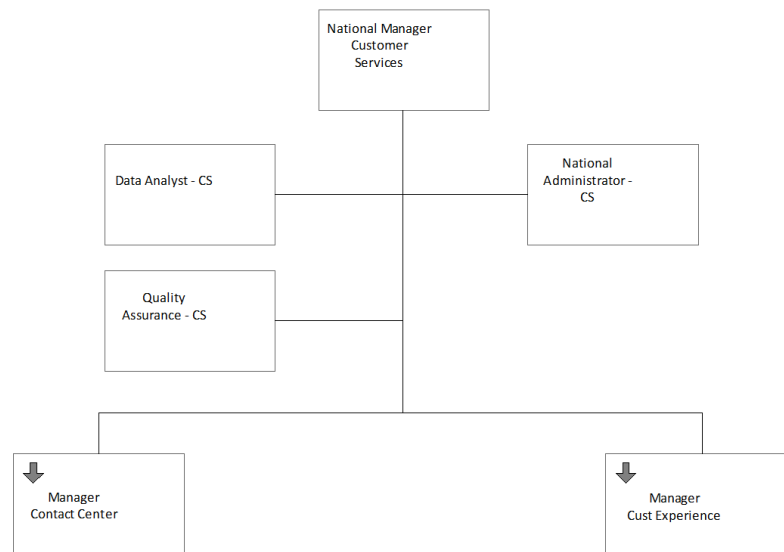 National Manager
Customer
Services
Data Analyst - CS
National
Administrator -
CS
Quality
Assurance - CS
Manager
Contact Center
Manager
Cust Experience